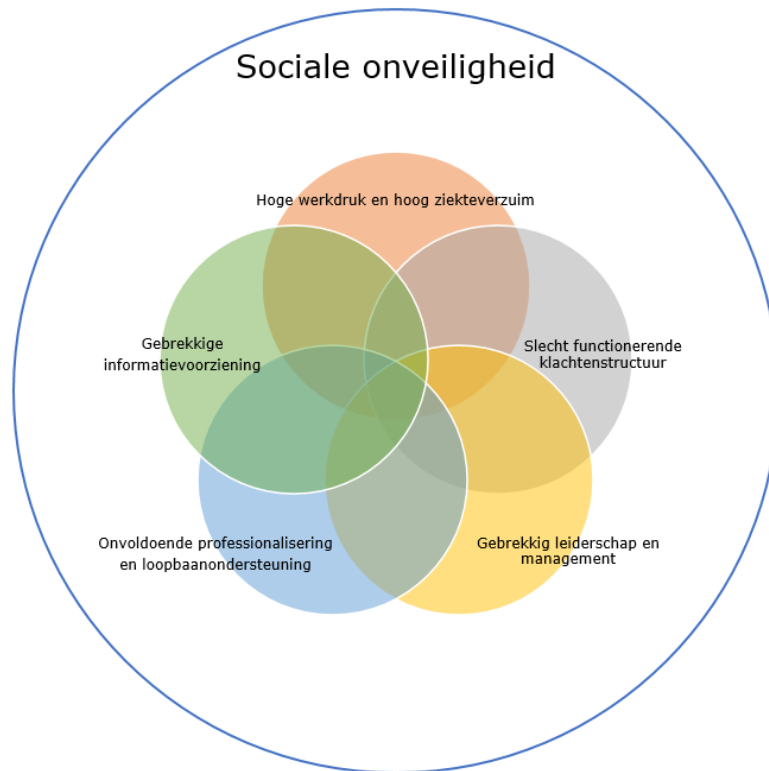 Sociale onveiligheid
Hoge werkdruk en hoog ziekteverzuim
Gebrekkige
informatievoorziening
Slecht functionerende
klachtenstructuur
Onvoldoende professionalisering
en loopbaanondersteuning
Gebrekkig leiderschap en
management